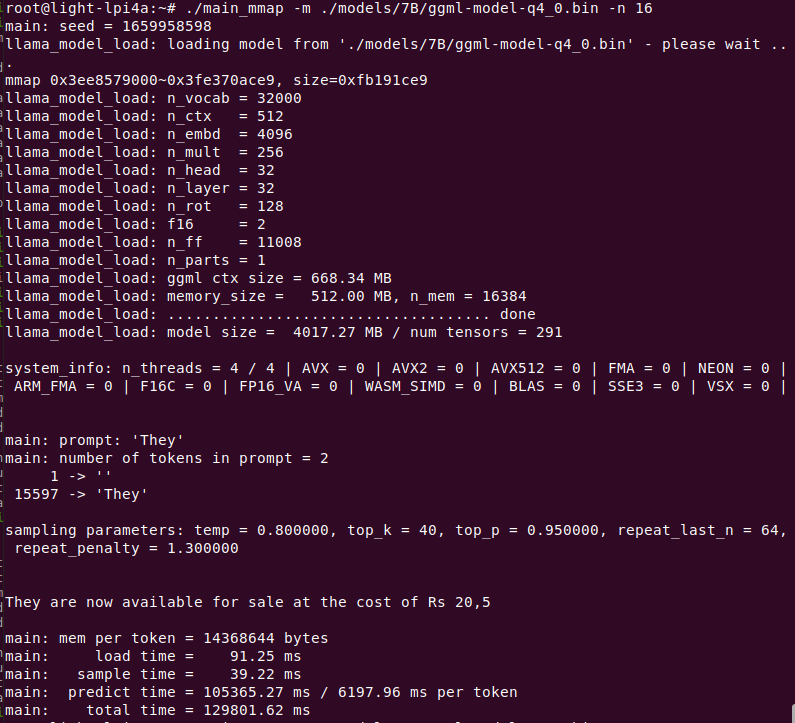 root@light-lpi4a:~# ./main_mmap -m ./models/7B/ggml-model-q4_0.bin -n 16
main: seed = 1659958598
llama_model_load: loading model from './models/7B/ggml-model-q4_0.bin' - please wait ..
.
mmap 0x3ee8579000~0x3fe370ace9, size=0xfb191ce9
llama_model_load: n_vocab = 32000
llama_model_load: n_ctx   = 512
llama_model_load: n_embd  = 4096
llama_model_load: n_mult  = 256
llama_model_load: n_head  = 32
llama_model_load: n_layer = 32
llama_model_load: n_rot   = 128
llama_model_load: f16     = 2
llama_model_load: n_ff    = 11008
llama_model_load: n_parts = 1
llama_model_load: ggml ctx size = 668.34 MB
llama_model_load: memory_size =   512.00 MB, n_mem = 16384
llama_model_load: .................................... done
llama_model_load: model size =  4017.27 MB / num tensors = 291
system_info: n_threads = 4 / 4 | AVX = 0 | AVX2 = 0 | AVX512 = 0 | FMA = 0 | NEON = 0 |
 ARM_FMA = 0 | F16C = 0 | FP16_VA = 0 | WASM_SIMD = 0 | BLAS = 0 | SSE3 = 0 | VSX = 0 |
main: prompt: 'They'
main: number of tokens in prompt = 2
     1 -> ''
 15597 -> 'They'
sampling parameters: temp = 0.800000, top_k = 40, top_p = 0.950000, repeat_last_n = 64,
 repeat_penalty = 1.300000
They are now available for sale at the cost of Rs 20,5
main: mem per token = 14368644 bytes
main:     load time =    91.25 ms
main:   sample time =    39.22 ms
main:  predict time = 105365.27 ms / 6197.96 ms per token
main:    total time = 129801.62 ms